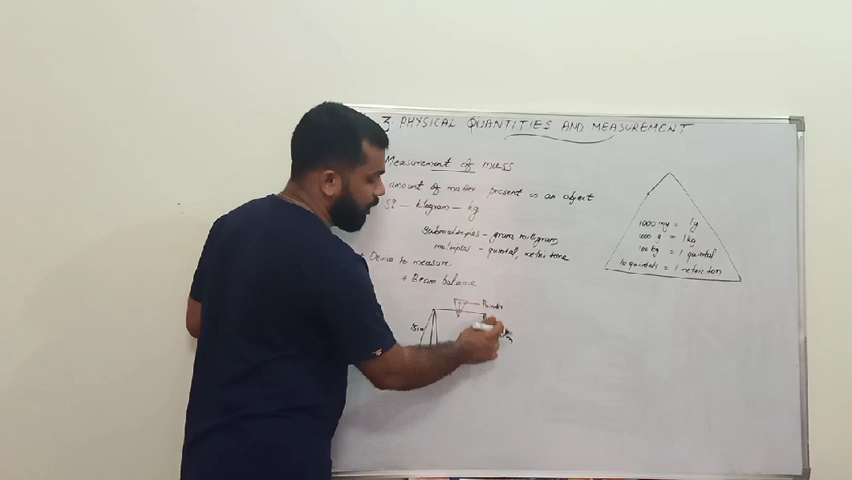 3. PHYSICAL QUANTITIES AND MEASUREMENT
Measurement of mass
amount of matter present in an object
SI - kilogram - kg
Submultiples - gram, miligram,
multiples - quintal, metric tone
Device to measure
Beam balance
Pointer
1000 mg = 1g
1000 g = 1 kg
100 kg = 1 quintal
10 quintals = 1 metric ton